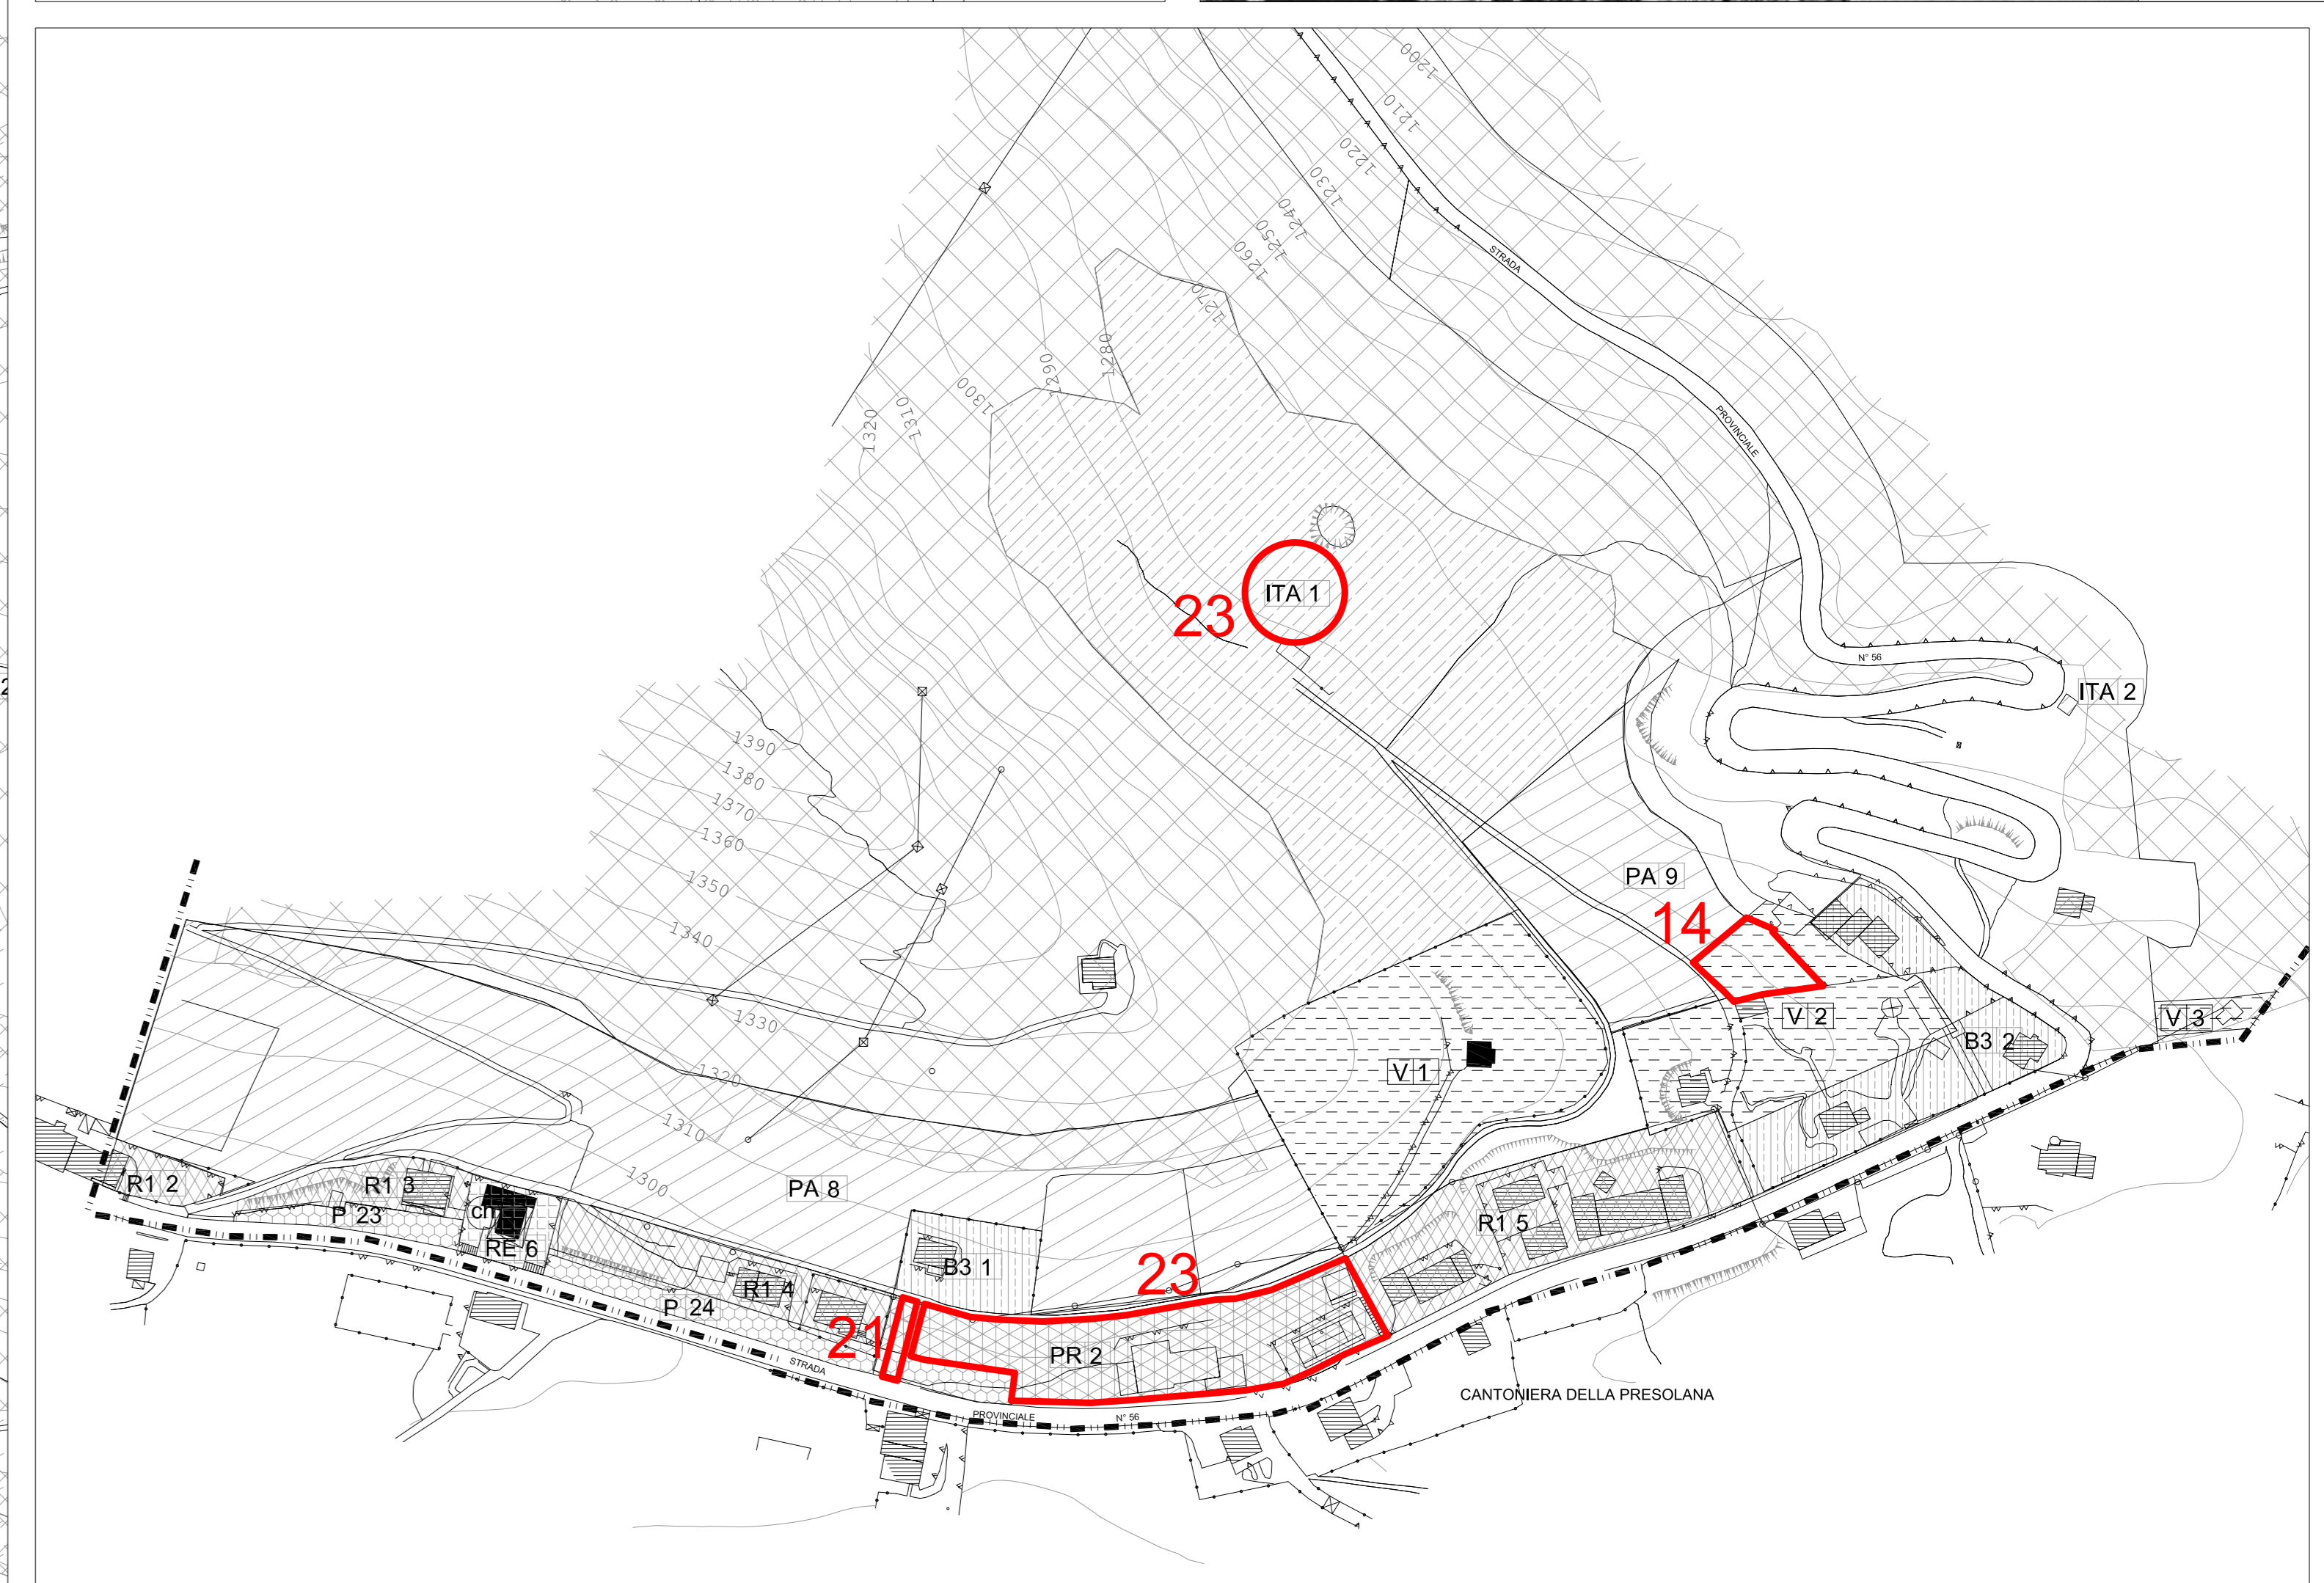 1200
1210
1220
1230
1240
1250
1260
STRADA
1270
1280
1290
1300
1310
1320
PROVINCIALE
ITA 1
23
N° 56
ITA 2
1390
1380
1370
1360
1350
1340
1330
1320
1310
1300
PA 9
14
V 2
V 3
B3 2
V 1
R1 2
R1 3
P 23
PA 8
RE 6
R1 5
B3 1
23
R1 4
P 24
21
PR 2
STRADA
PROVINCIALE
N° 56
CANTONIERA DELLA PRESOLANA